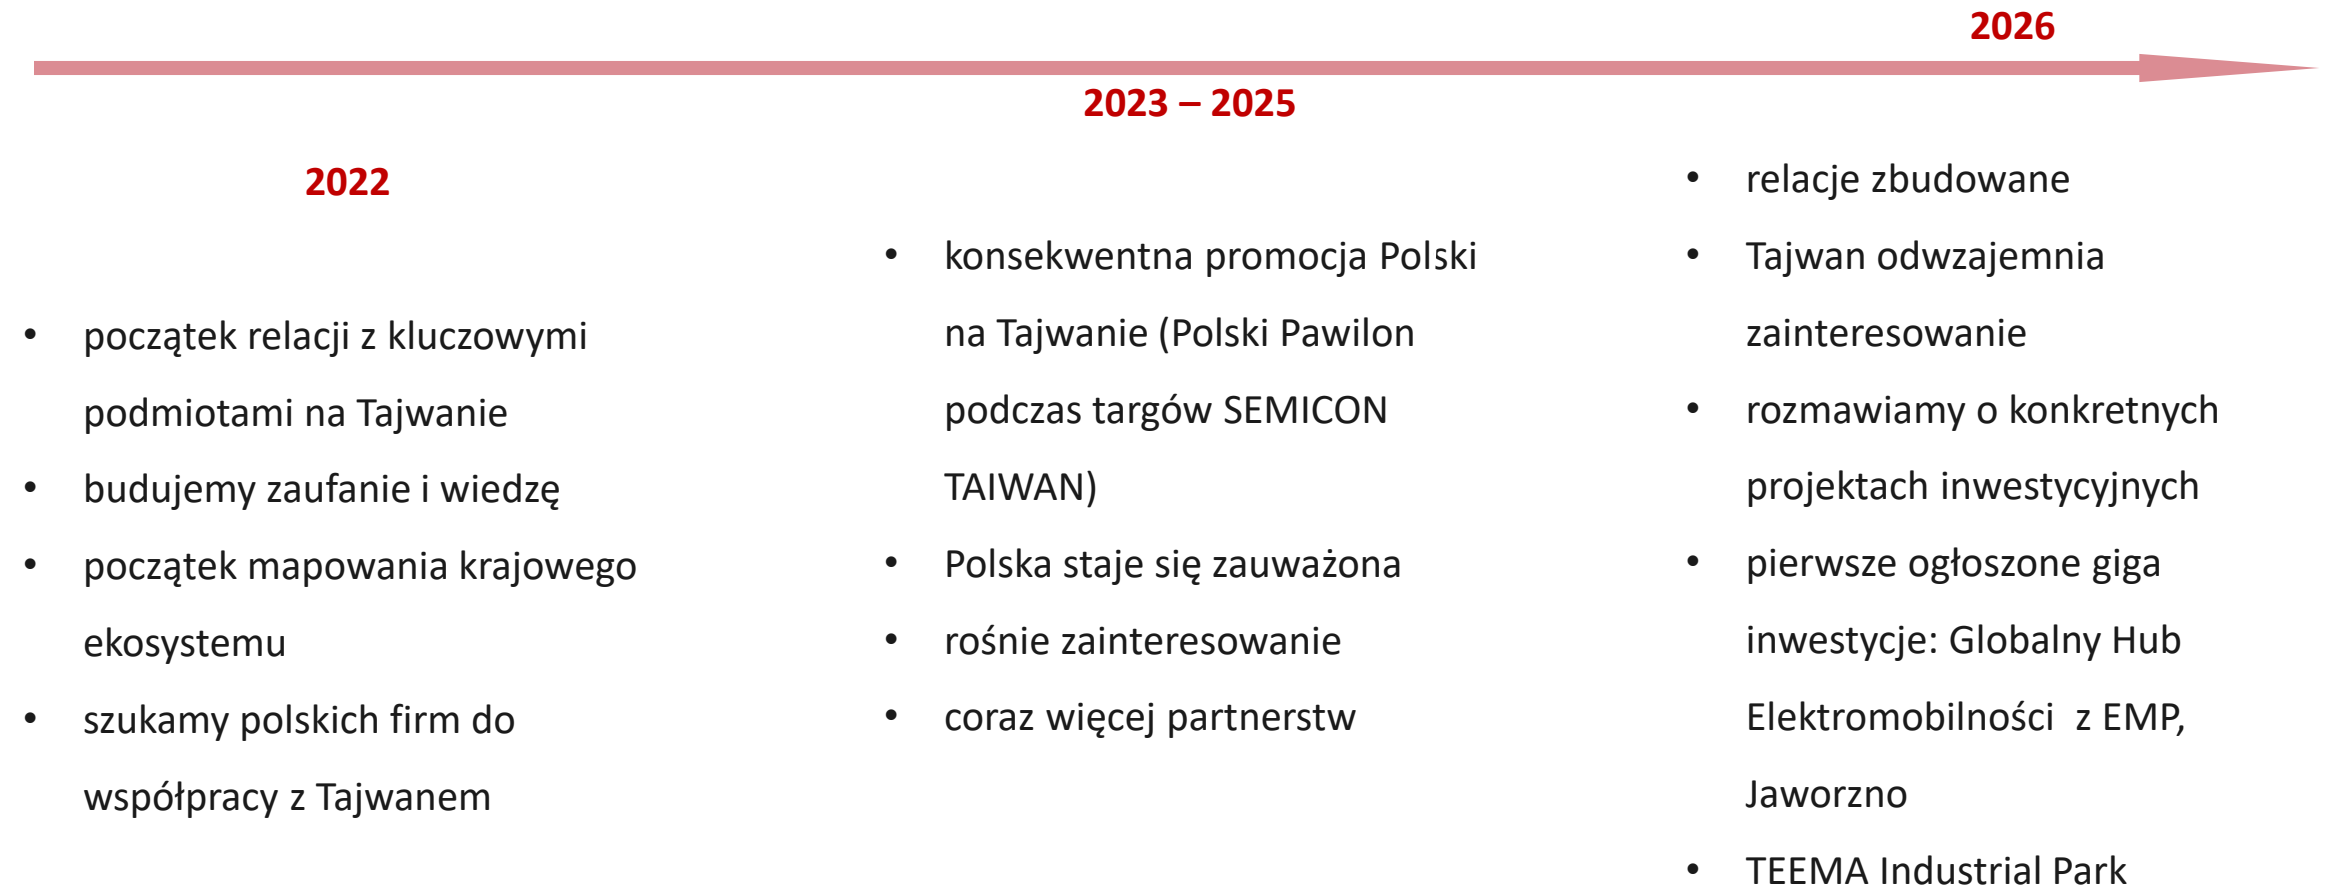 2022
• początek relacji z kluczowymi
podmiotami na Tajwanie
• budujemy zaufanie i wiedzę
• początek mapowania krajowego
ekosystemu
• szukamy polskich firm do
współpracy z Tajwanem
2023 – 2025
• konsekwentna promocja Polski
na Tajwanie (Polski Pawilon
podczas targów SEMICON
TAIWAN)
• Polska staje się zauważona
• rośnie zainteresowanie
• coraz więcej partnerstw
2026
• relacje zbudowane
• Tajwan odwzajemnia
zainteresowanie
• rozmawiamy o konkretnych
projektach inwestycyjnych
• pierwsze ogłoszone giga
inwestycje: Globalny Hub
Elektromobilności z EMP,
Jaworzno
• TEEMA Industrial Park